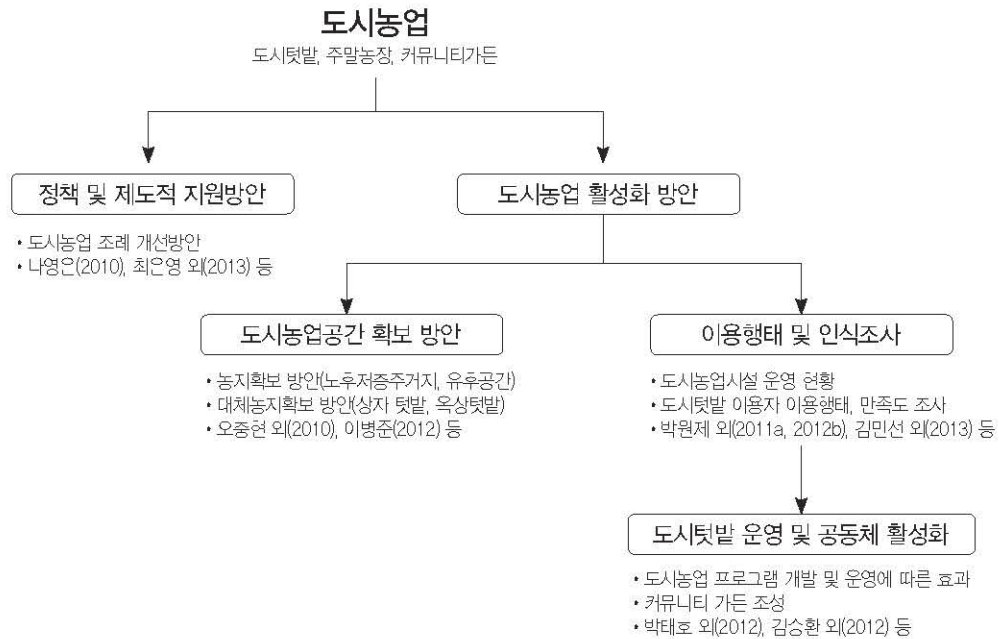 도시농업
도시텃밭, 주말농장, 커뮤니티가든
정책 및 제도적 지원방안
• 도시농업 조례 개선방안
• 나영은(2010), 최은영 외(2013) 등
도시농업 활성화 방안
도시농업공간 확보 방안
• 농지확보 방안(노후저층주거지, 유후공간)
• 대체농지확보 방안(상자 텃밭, 옥상텃밭)
• 오충현 외(2010), 이병준(2012) 등
이용행태 및 인식조사
• 도시농업시설 운영 현황
• 도시텃밭 이용자 이용행태, 만족도 조사
• 박원제 외(2011a, 2012b), 김민선 외(2013) 등
도시텃밭 운영 및 공동체 활성화
• 도시농업 프로그램 개발 및 운영에 따른 효과
• 커뮤니티 가든 조성
• 박태호 외(2012), 김승환 외(2012) 등